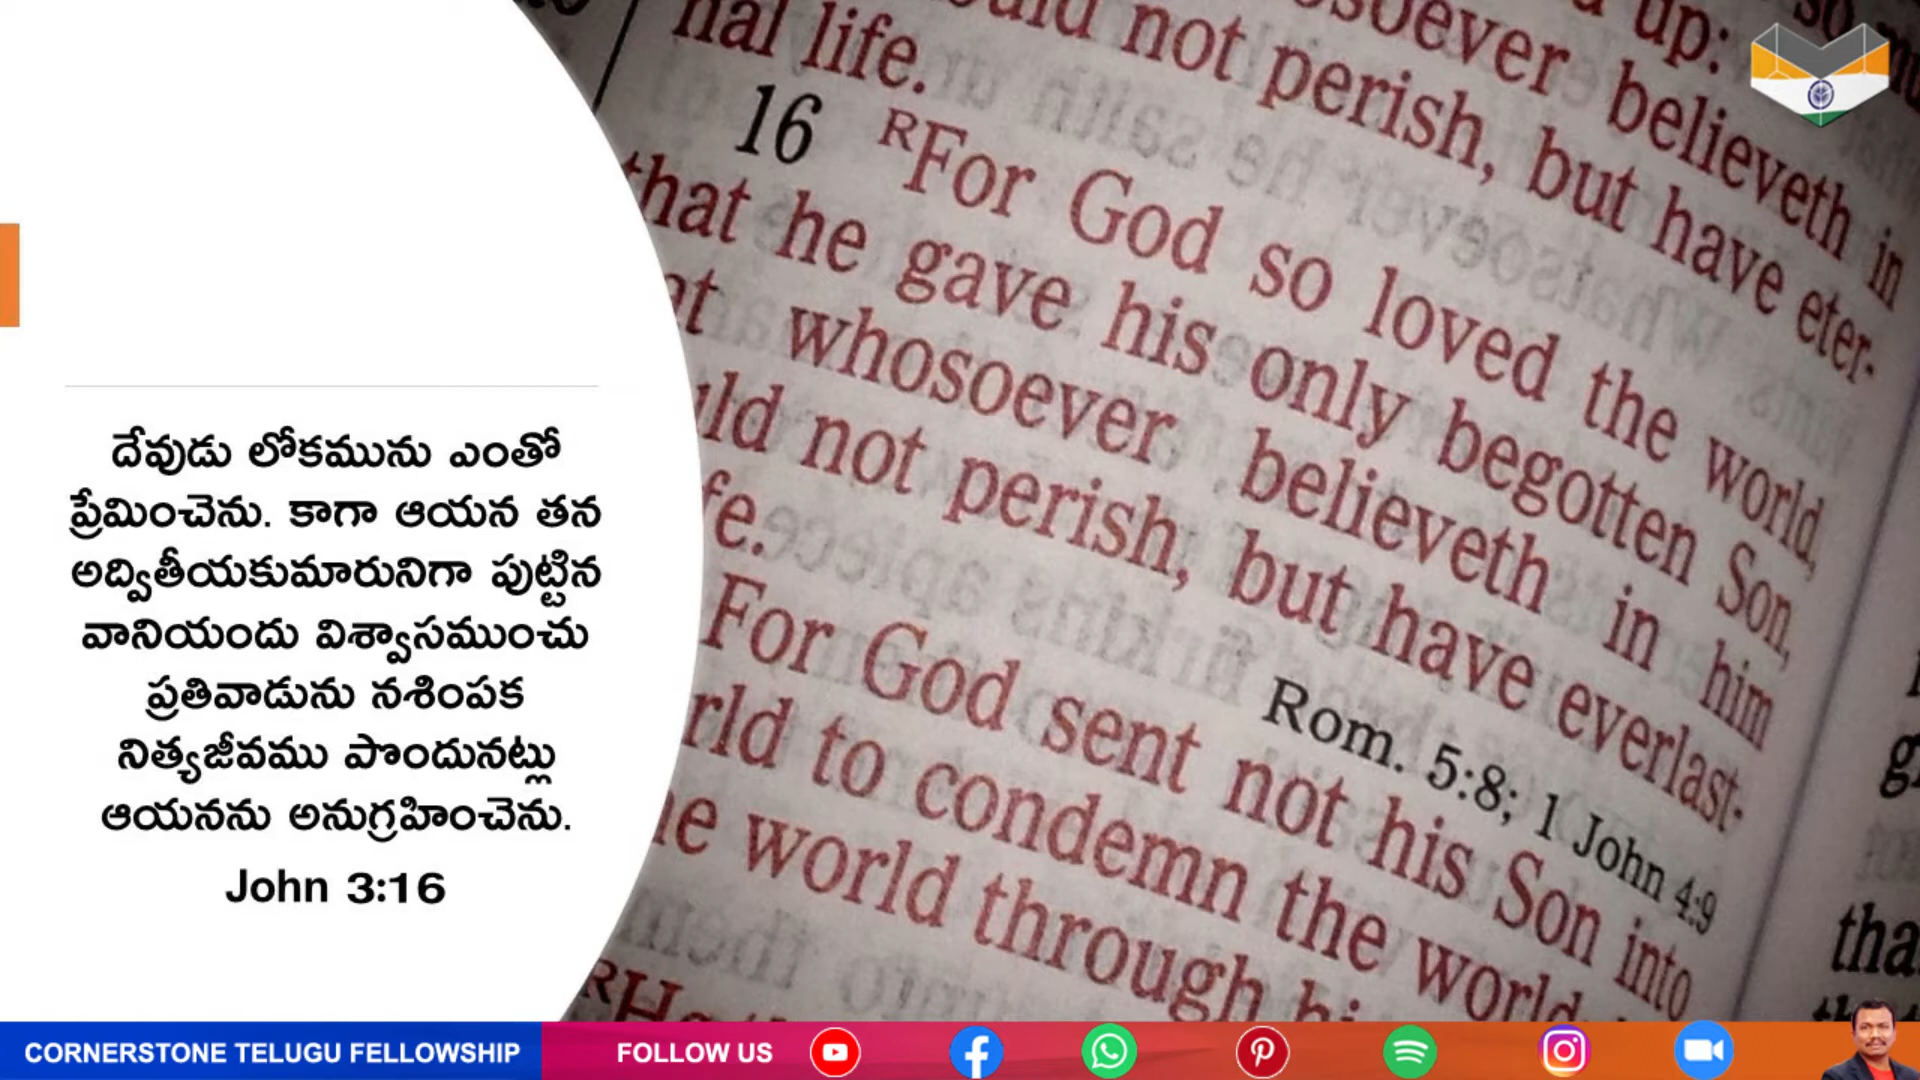 దేవుడు లోకమును ఎంతో
ప్రేమించెను. కాగా ఆయన తన
అద్వితీయకుమారునిగా పుట్టిన
వానియందు విశ్వాసముంచు
ప్రతివాడును నశింపక
నిత్యజీవము పొందునట్లు
ఆయనను అనుగ్రహించెను.
John 3:16
up:
believeth in
not perish, but have eter-
nal life.
16 RFor God so loved the world,
that he gave his only begotten Son,
whosoever believeth in him
not perish, but have everlast-
Rom. 5:8; 1 John 4:9
For God sent not his Son into
to condemn the world
world through
CORNERSTONE TELUGU FELLOWSHIP
FOLLOW US